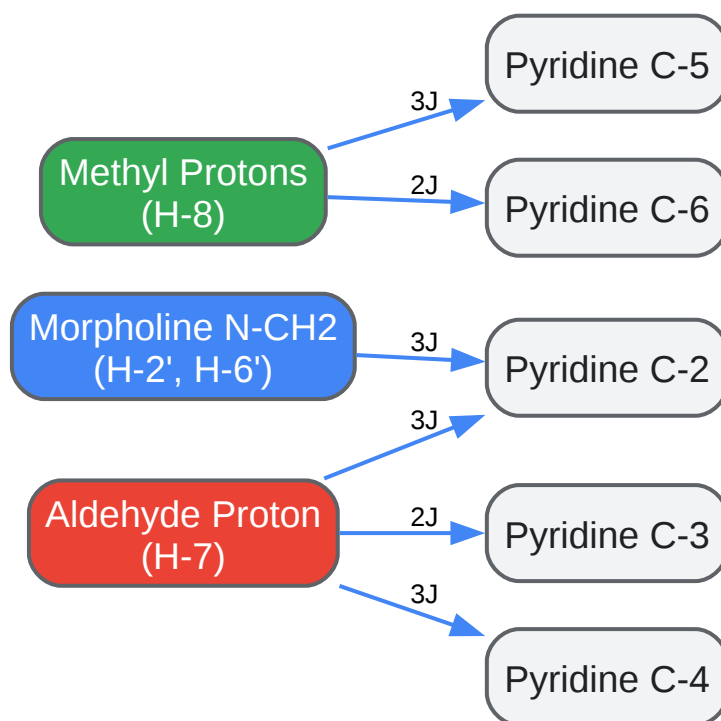 Pyridine C-5
3J
Methyl Protons
(H-8)
2J
Pyridine C-6
Morpholine N-CH2
(H-2', H-6')
3J
Pyridine C-2
3J
Aldehyde Proton
(H-7)
2J
Pyridine C-3
3J
Pyridine C-4